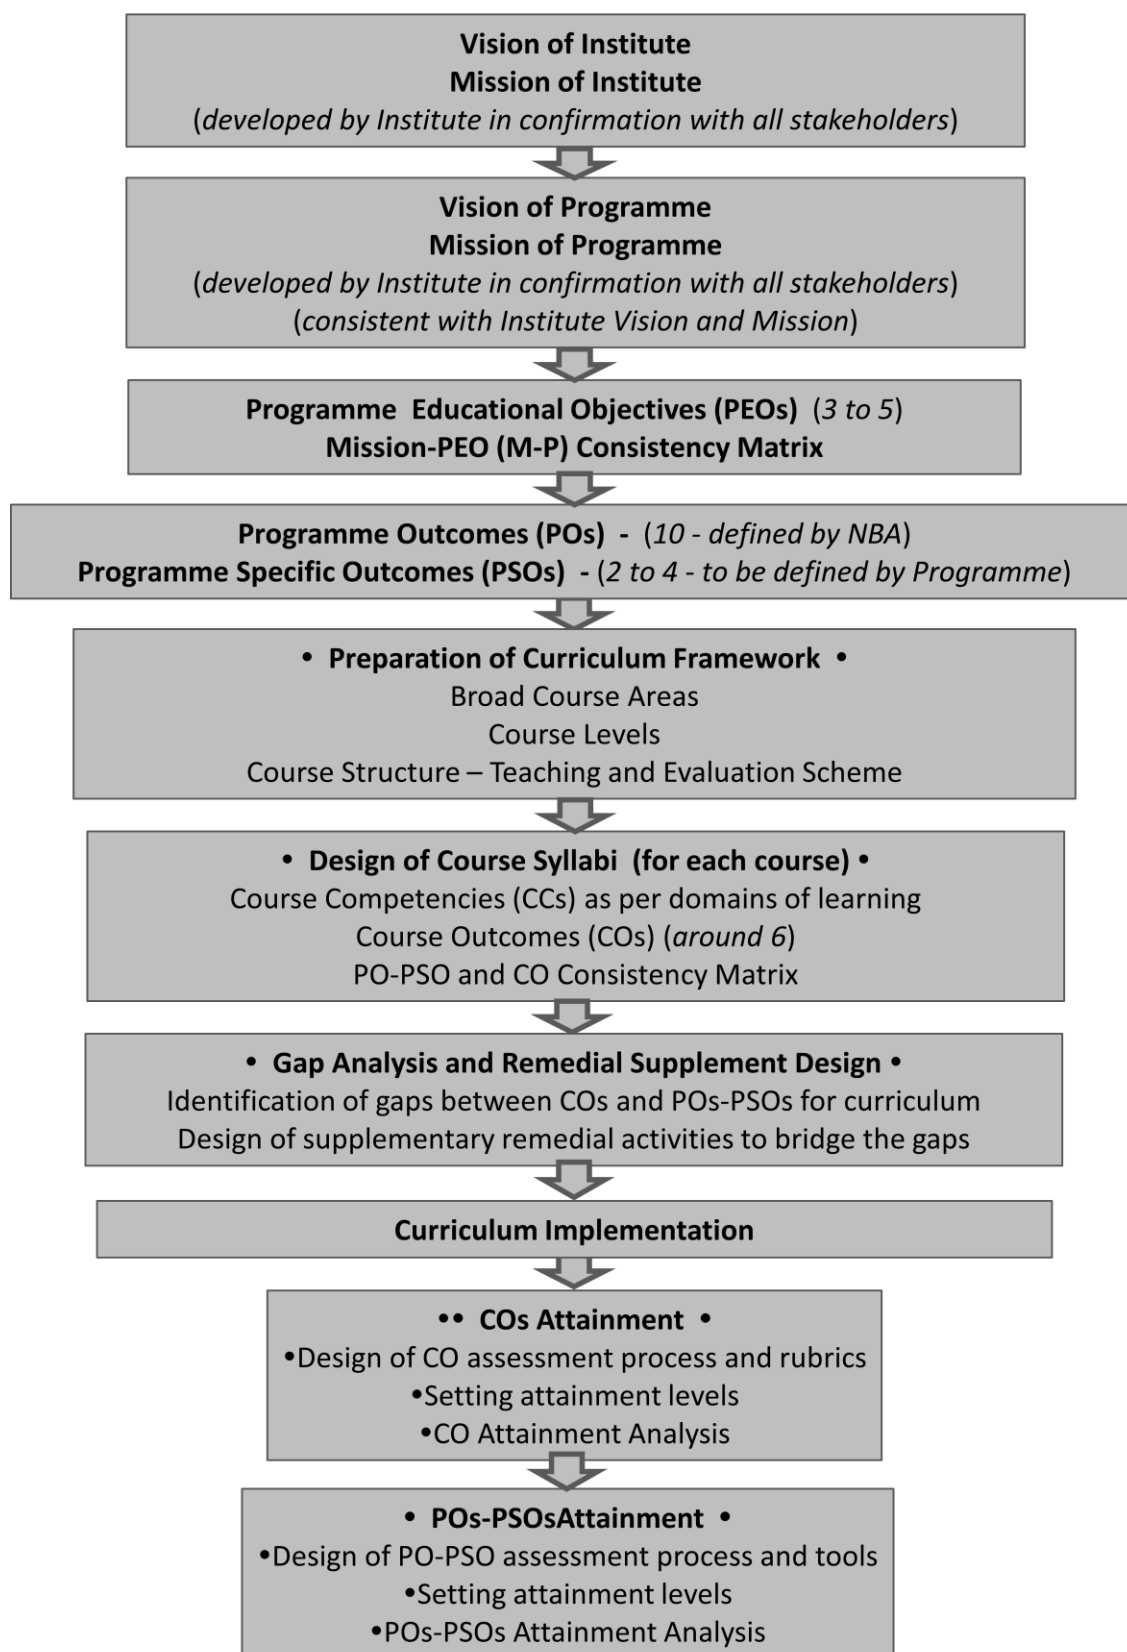 Vision of Institute
Mission of Institute
(developed by Institute in confirmation with all stakeholders)
Vision of Programme
Mission of Programme
(developed by Institute in confirmation with all stakeholders)
(consistent with Institute Vision and Mission)
Programme  Educational Objectives (PEOs)  (3 to 5)
Mission-PEO (M-P) Consistency Matrix
Programme Outcomes (POs)  -  (10 - defined by NBA)
Programme Specific Outcomes (PSOs)  - (2 to 4 - to be defined by Programme)
• Preparation of Curriculum Framework •
Broad Course Areas
Course Levels
Course Structure – Teaching and Evaluation Scheme
• Design of Course Syllabi  (for each course) •
Course Competencies (CCs) as per domains of learning
Course Outcomes (COs) (around 6)
PO-PSO and CO Consistency Matrix
• Gap Analysis and Remedial Supplement Design •
Identification of gaps between COs and POs-PSOs for curriculum
Design of supplementary remedial activities to bridge the gaps
Curriculum Implementation
•• COs Attainment •
•Design of CO assessment process and rubrics
•Setting attainment levels
•CO Attainment Analysis
• POs-PSOsAttainment •
•Design of PO-PSO assessment process and tools
•Setting attainment levels
•POs-PSOs Attainment Analysis